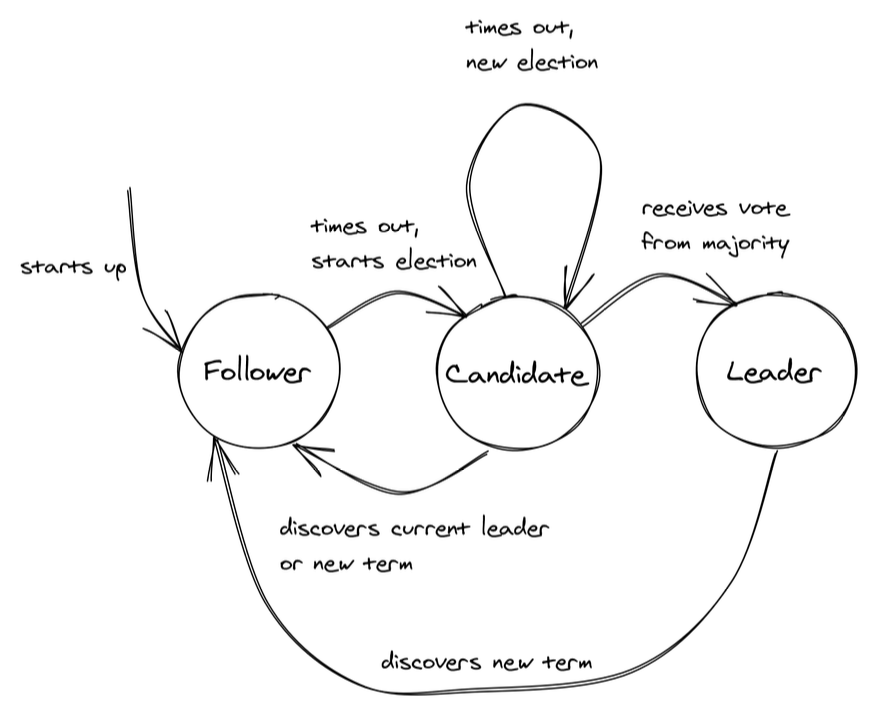 times out,
new election
receives vote
from majority
times out,
starts election
starts up
Follower
Candidate
Leader
discovers current leader
or new term
discovers new term